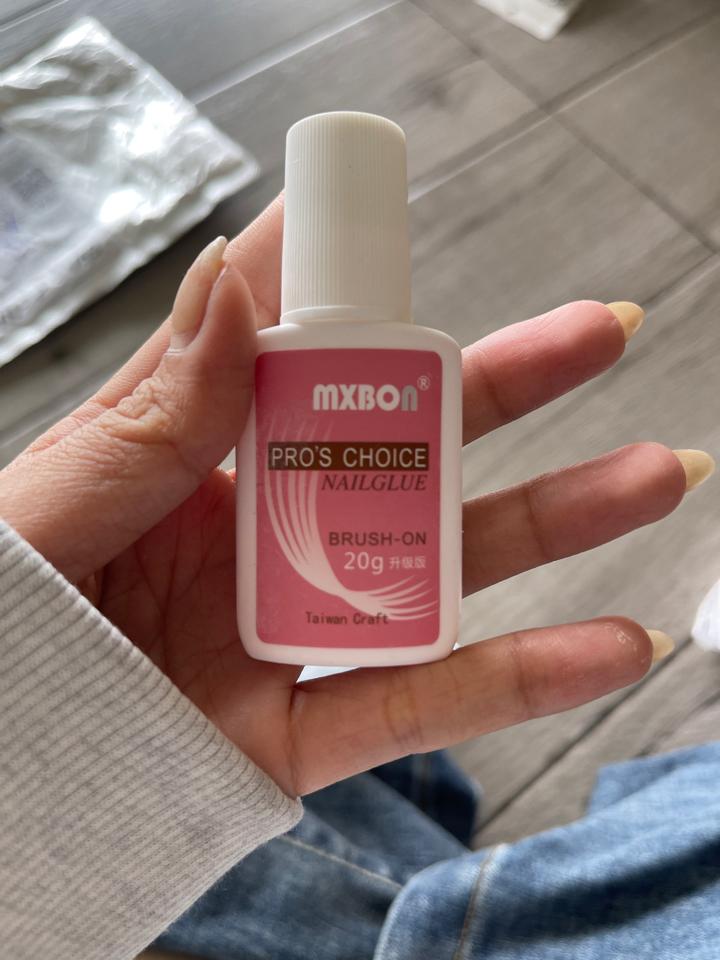 MXBON®
PRO'S CHOICE
NAILGLUE
BRUSH-ON
20g 升级版
Taiwan Craft